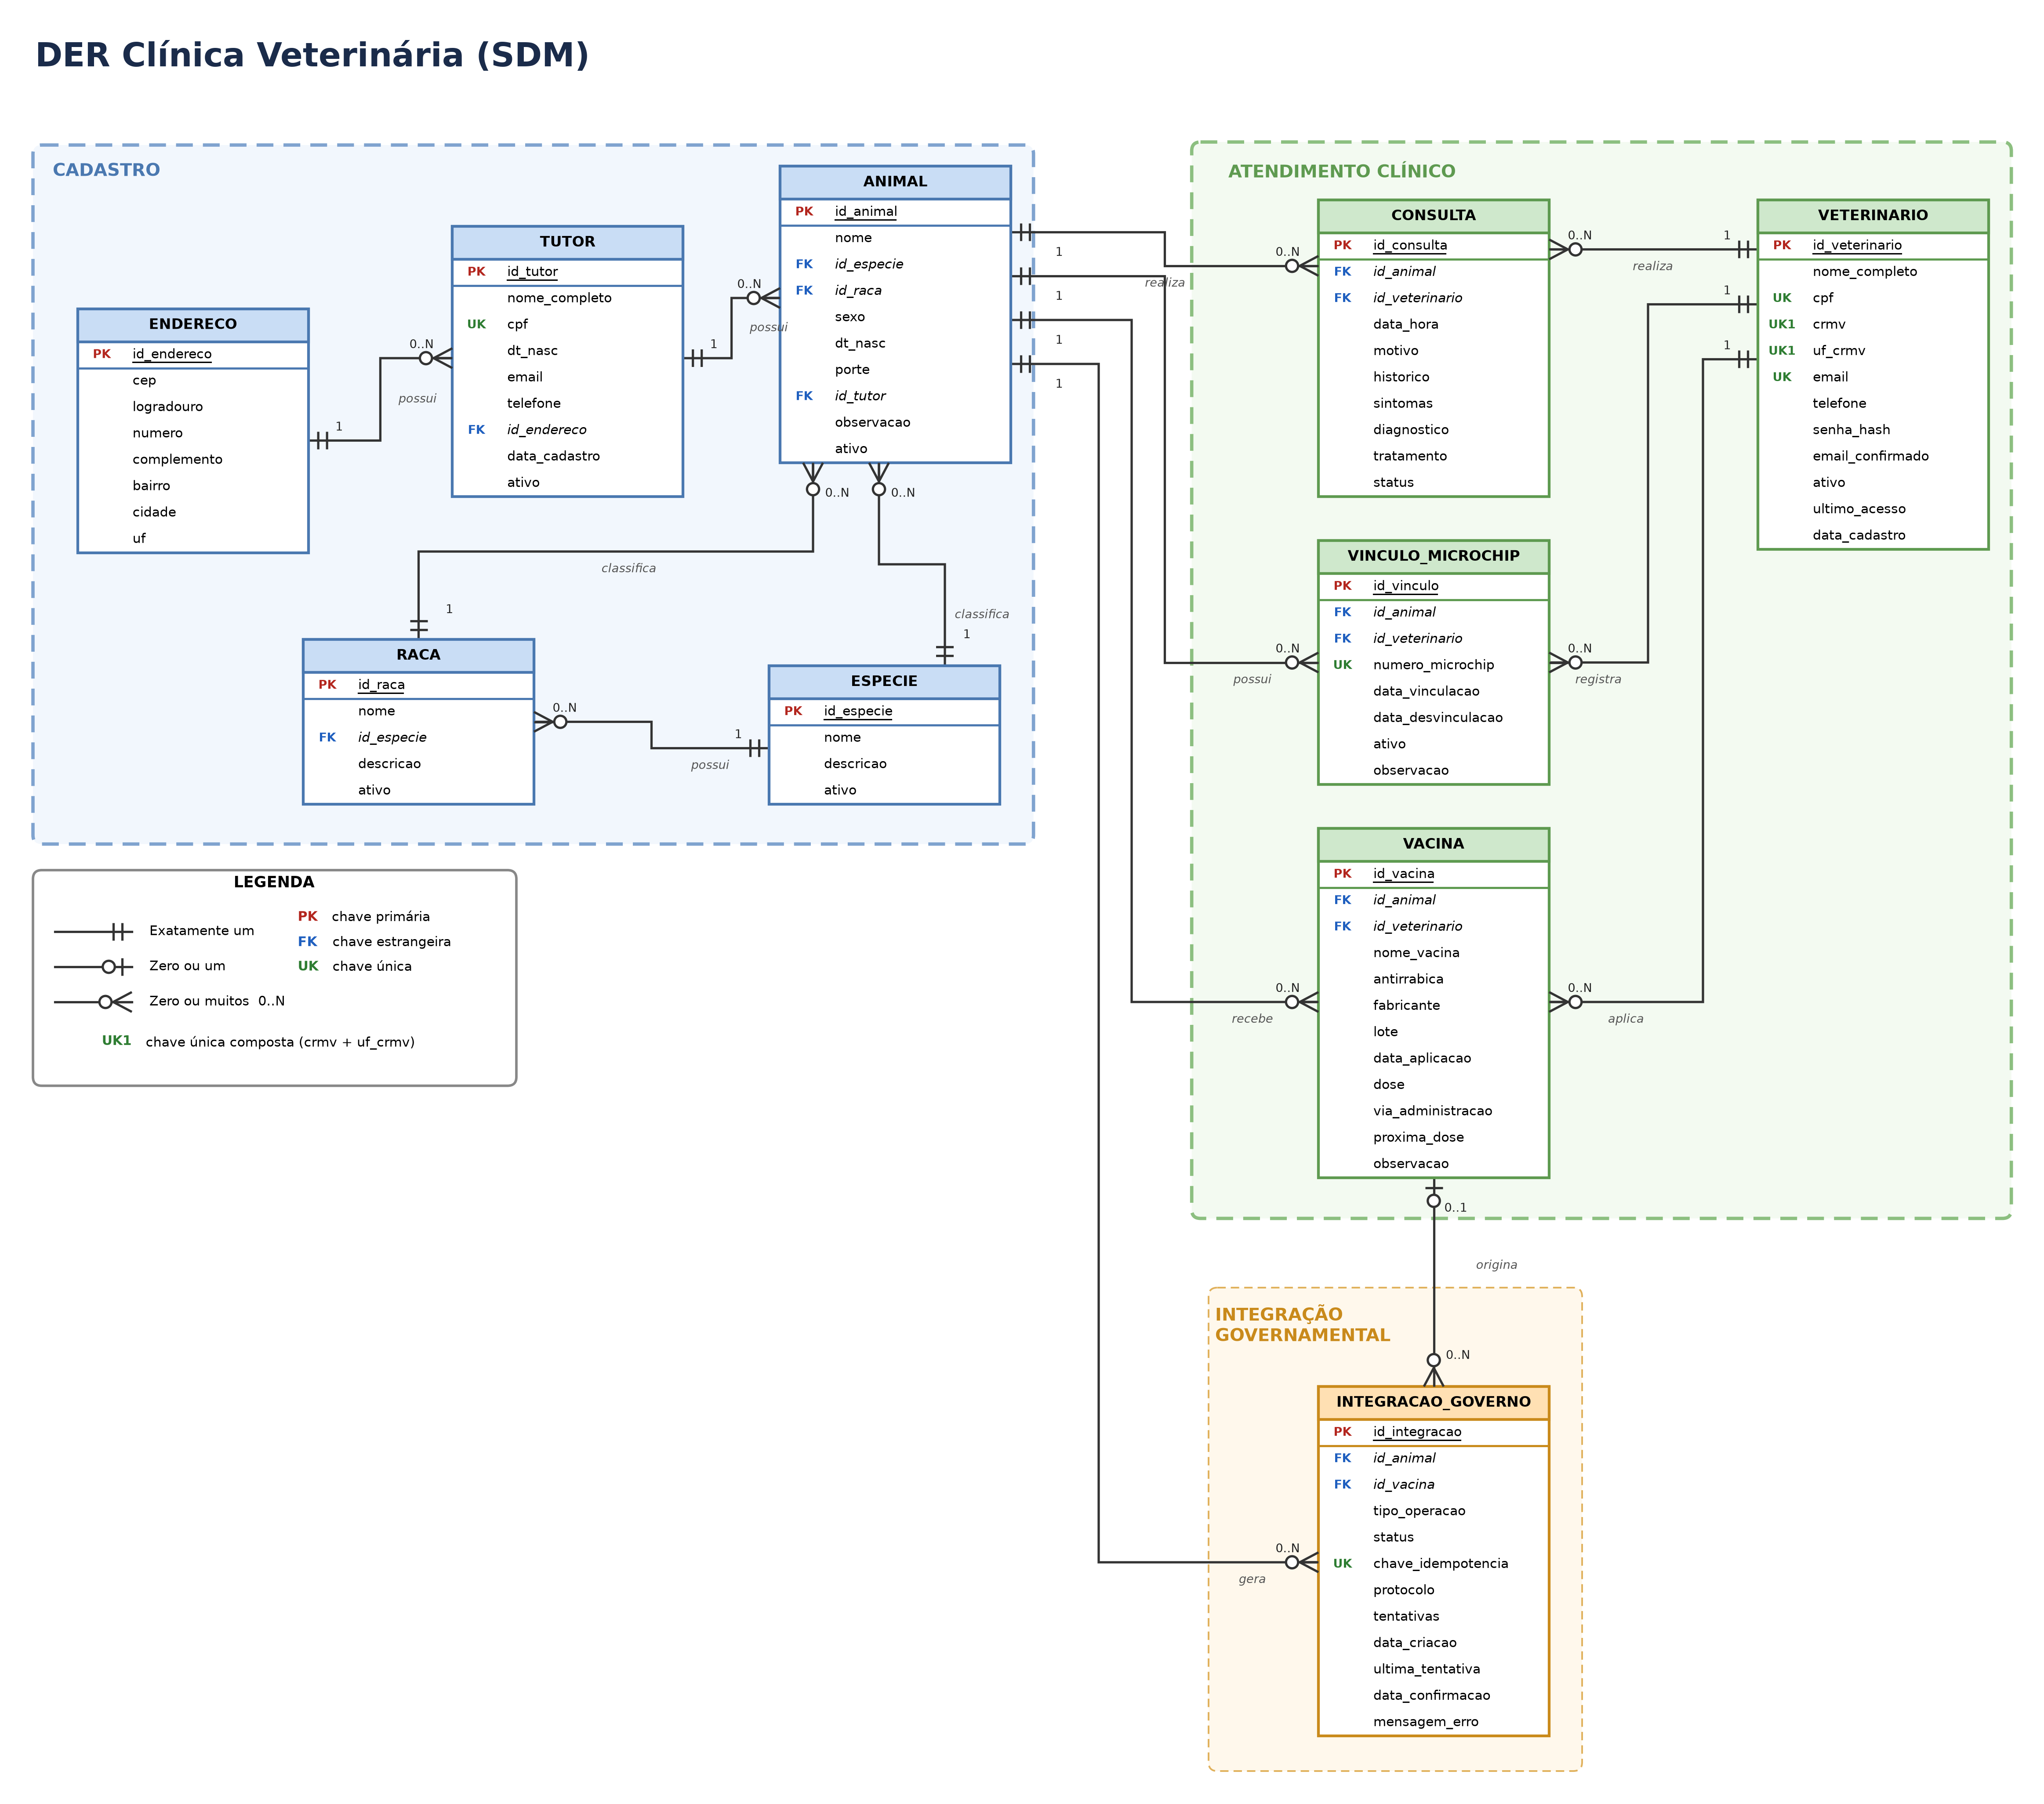 DER Clínica Veterinária (SDM)
CADASTRO
ENDERECO
PK id_endereco
cep
logradouro
numero
complemento
bairro
cidade
uf
1
possui
0..N
TUTOR
PK id_tutor
nome_completo
UK cpf
dt_nasc
email
telefone
FK id_endereco
data_cadastro
ativo
1
possui
0..N
ANIMAL
PK id_animal
nome
FK id_especie
FK id_raca
sexo
dt_nasc
porte
FK id_tutor
observacao
ativo
0..N
0..N
classifica
1
classifica
1
RACA
PK id_raca
nome
FK id_especie
descricao
ativo
0..N
possui
1
ESPECIE
PK id_especie
nome
descricao
ativo
1
1
1
1
realiza
ATENDIMENTO CLÍNICO
0..N
CONSULTA
PK id_consulta
FK id_animal
FK id_veterinario
data_hora
motivo
historico
sintomas
diagnostico
tratamento
status
0..N
realiza
1
1
1
VETERINARIO
PK id_veterinario
nome_completo
UK cpf
UK1 crmv
UK1 uf_crmv
UK email
telefone
senha_hash
email_confirmado
ativo
ultimo_acesso
data_cadastro
0..N
possui
VINCULO_MICROCHIP
PK id_vinculo
FK id_animal
FK id_veterinario
UK numero_microchip
data_vinculacao
data_desvinculacao
ativo
observacao
0..N
registra
0..N
recebe
VACINA
PK id_vacina
FK id_animal
FK id_veterinario
nome_vacina
antirrabica
fabricante
lote
data_aplicacao
dose
via_administracao
proxima_dose
observacao
0..N
aplica
0..1
origina
INTEGRAÇÃO
GOVERNAMENTAL
0..N
INTEGRACAO_GOVERNO
PK id_integracao
FK id_animal
FK id_vacina
tipo_operacao
status
UK chave_idempotencia
protocolo
tentativas
data_criacao
ultima_tentativa
data_confirmacao
mensagem_erro
0..N
gera
LEGENDA
Exatamente um
Zero ou um
Zero ou muitos 0..N
PK chave primária
FK chave estrangeira
UK chave única
UK1 chave única composta (crmv + uf_crmv)